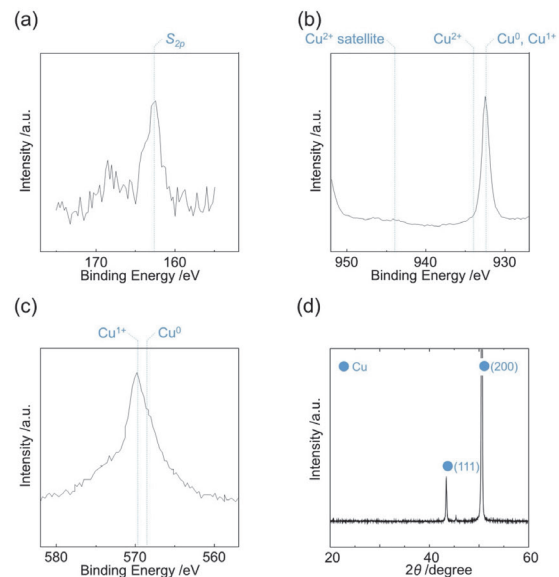 (a)
S2p
Intensity /a.u.
170
160
Binding Energy /eV
(b)
Cu2+ satellite
Cu2+
Cu0, Cu1+
Intensity /a.u.
950
940
930
Binding Energy /eV
(c)
Cu1+
Cu0
Intensity /a.u.
580
570
560
Binding Energy /eV
(d)
Cu
(200)
(111)
Intensity /a.u.
20
40
60
2θ /degree